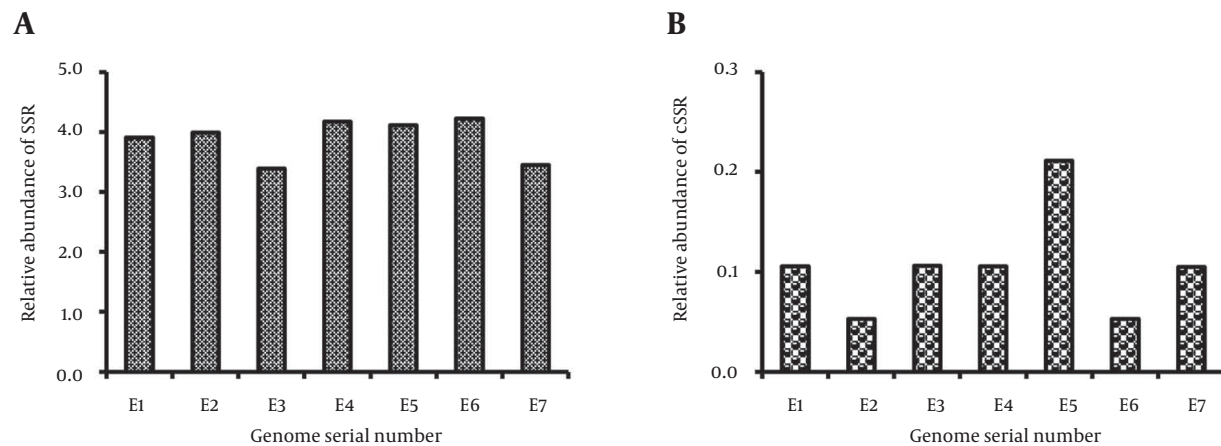 A
Relative abundance of SSR
5.0
4.0
3.0
2.0
1.0
0.0
E1 E2 E3 E4 E5 E6 E7
Genome serial number
B
Relative abundance of cSSR
0.3
0.2
0.1
0.0
E1 E2 E3 E4 E5 E6 E7
Genome serial number